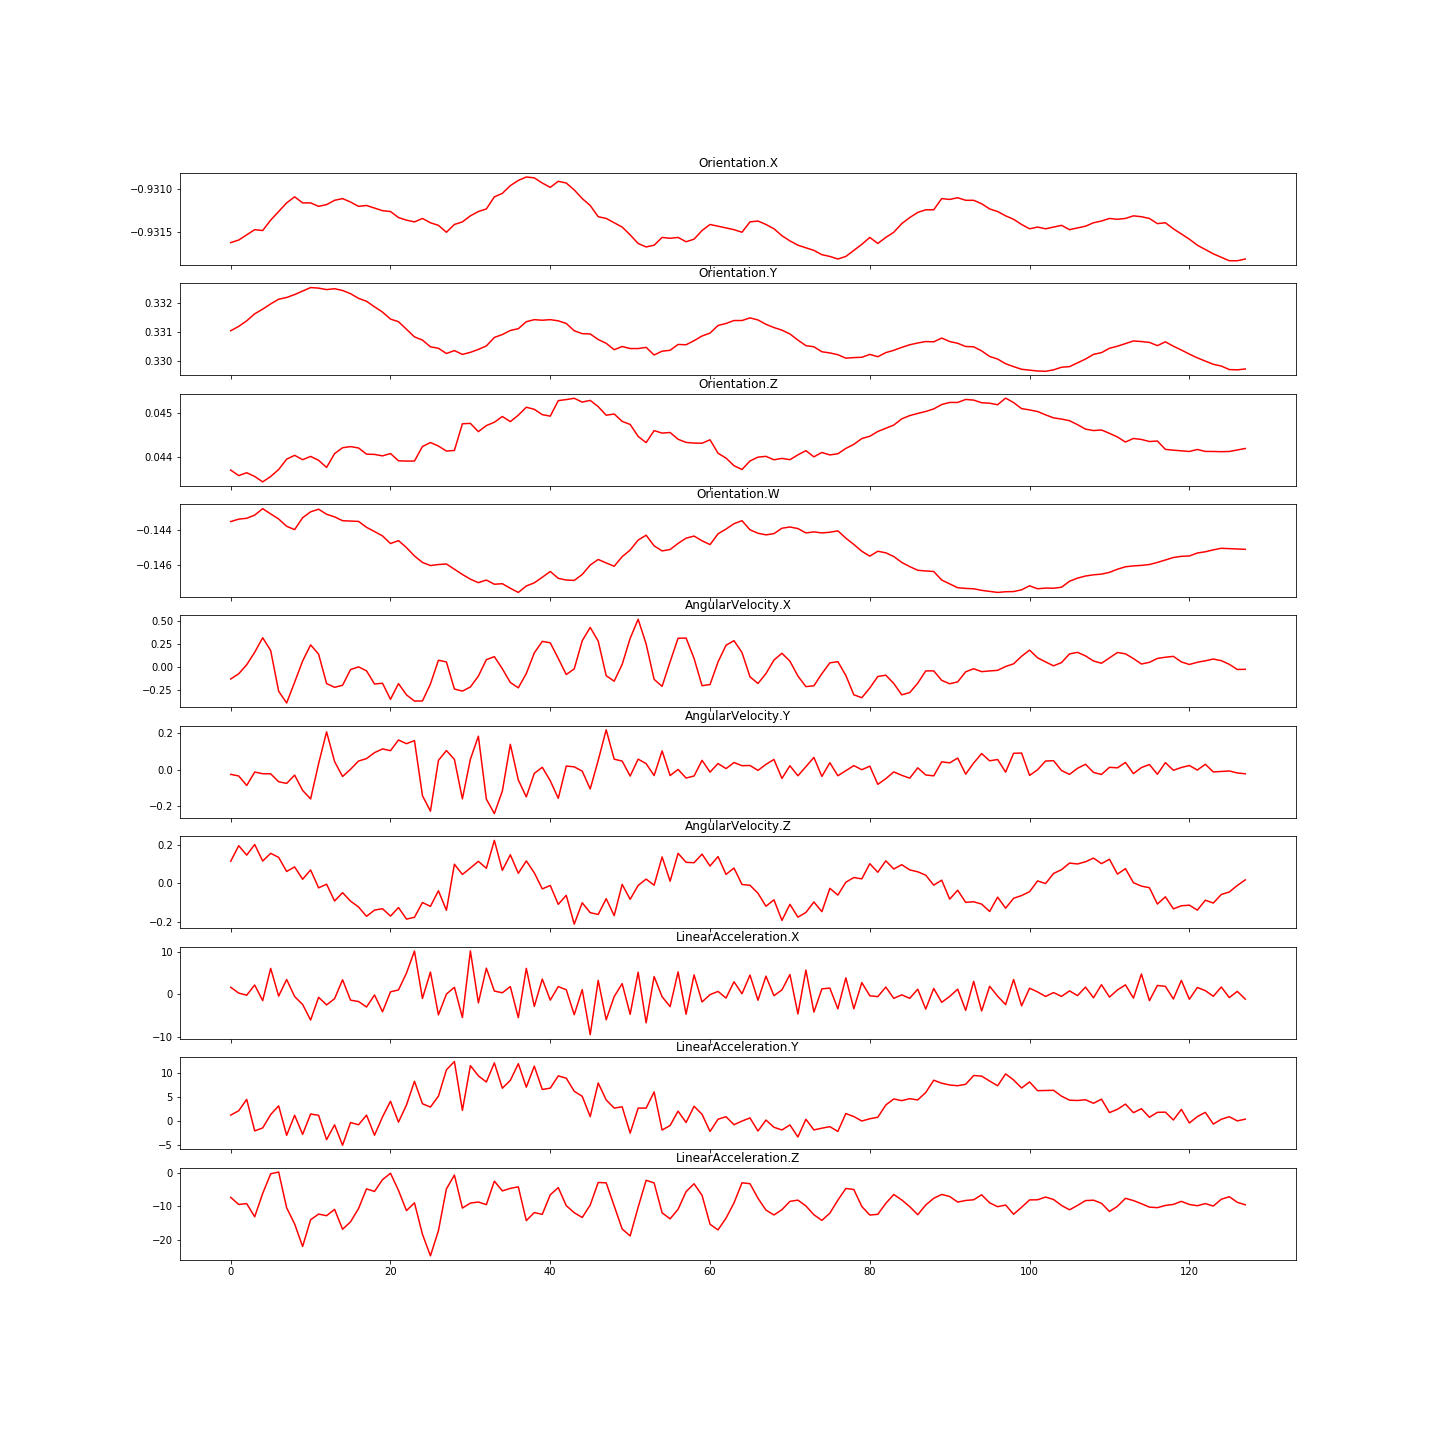 Orientation.X
−0.9310
−0.9315
Orientation.Y
0.332
0.331
0.330
Orientation.Z
0.045
0.044
Orientation.W
−0.144
−0.146
AngularVelocity.X
0.50
0.25
0.00
−0.25
AngularVelocity.Y
0.2
0.0
−0.2
AngularVelocity.Z
0.2
0.0
−0.2
LinearAcceleration.X
10
0
−10
LinearAcceleration.Y
10
5
0
−5
LinearAcceleration.Z
0
−10
−20
0 20 40 60 80 100 120